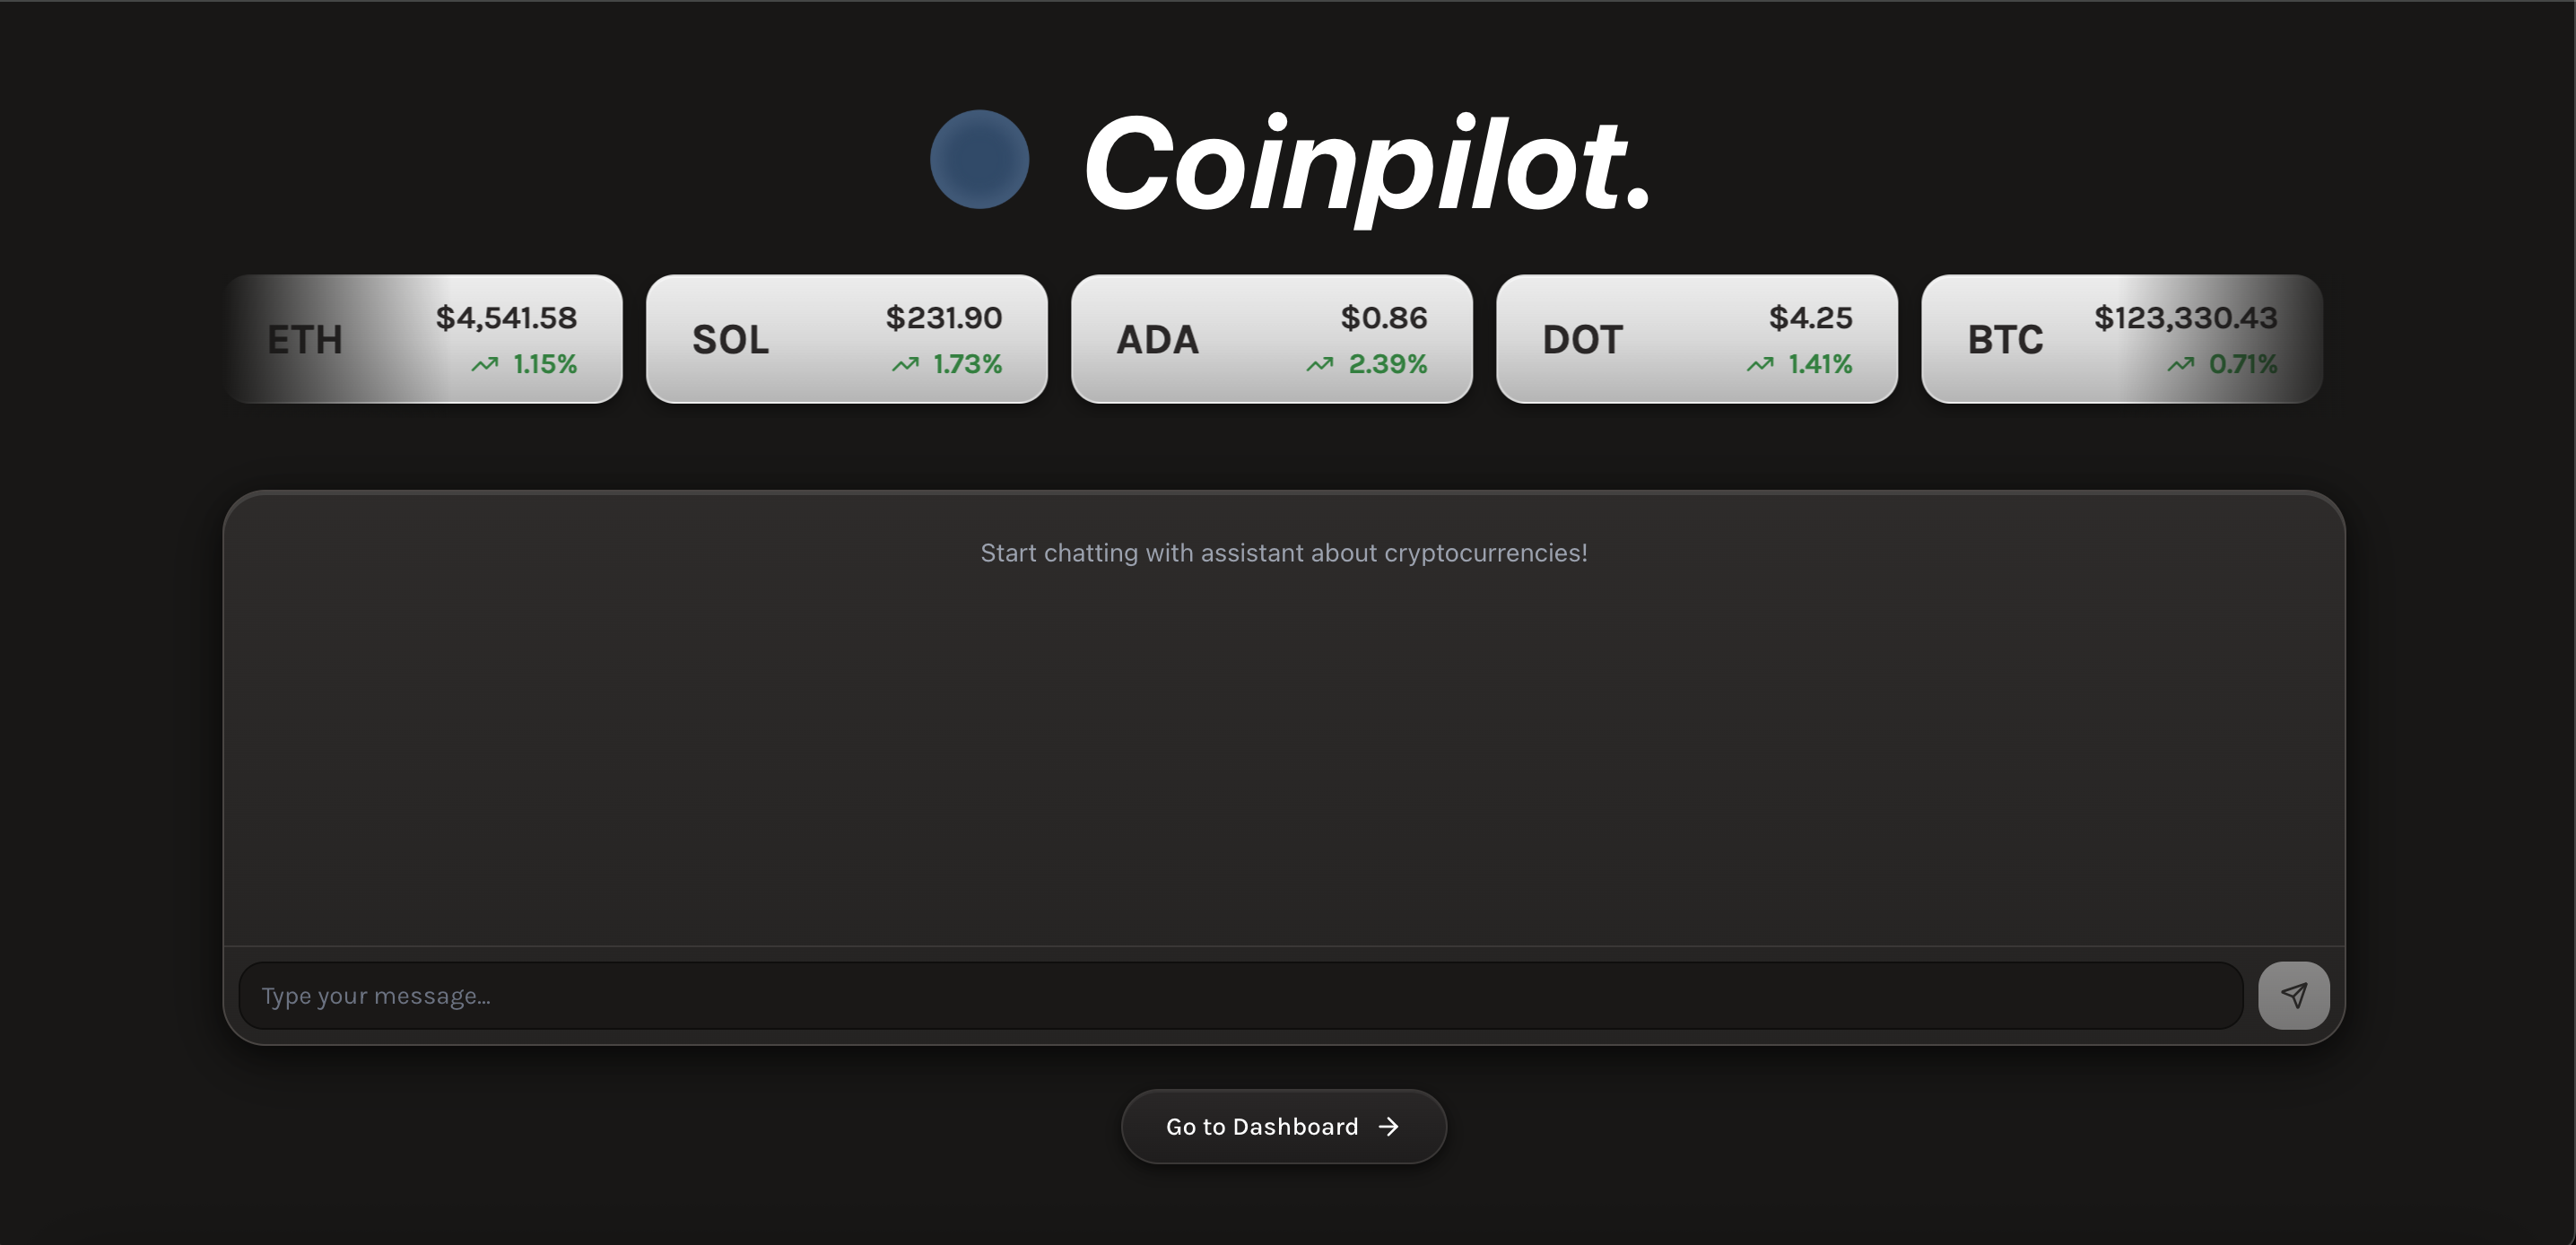 Coinpilot.
ETH
$4,541.58
1.15%
SOL
$231.90
1.73%
ADA
$0.86
2.39%
DOT
$4.25
1.41%
BTC
$123,330.43
0.71%
Start chatting with assistant about cryptocurrencies!
Type your message...
Go to Dashboard